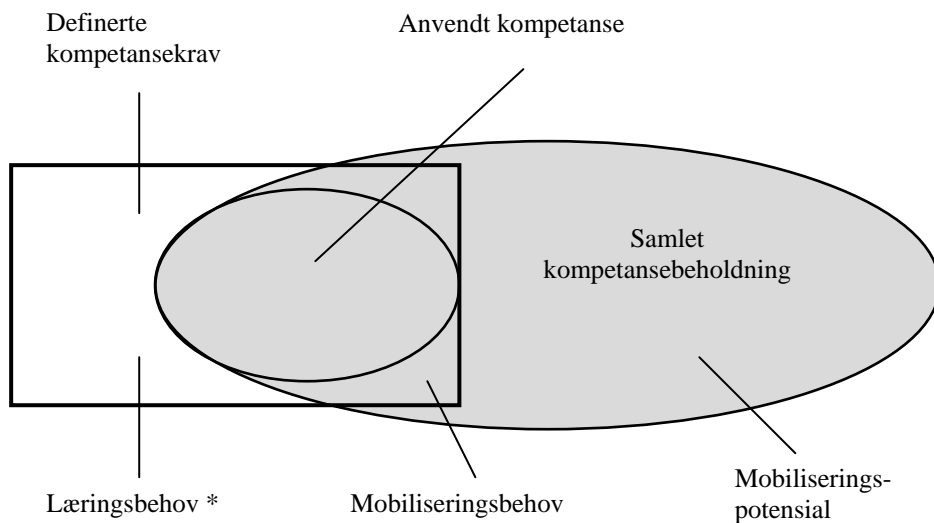 Definerte
kompetansekrav
Anvendt kompetanse
Samlet
kompetansebeholdning
Læringsbehov *
Mobiliseringsbehov
Mobiliserings-
potensial